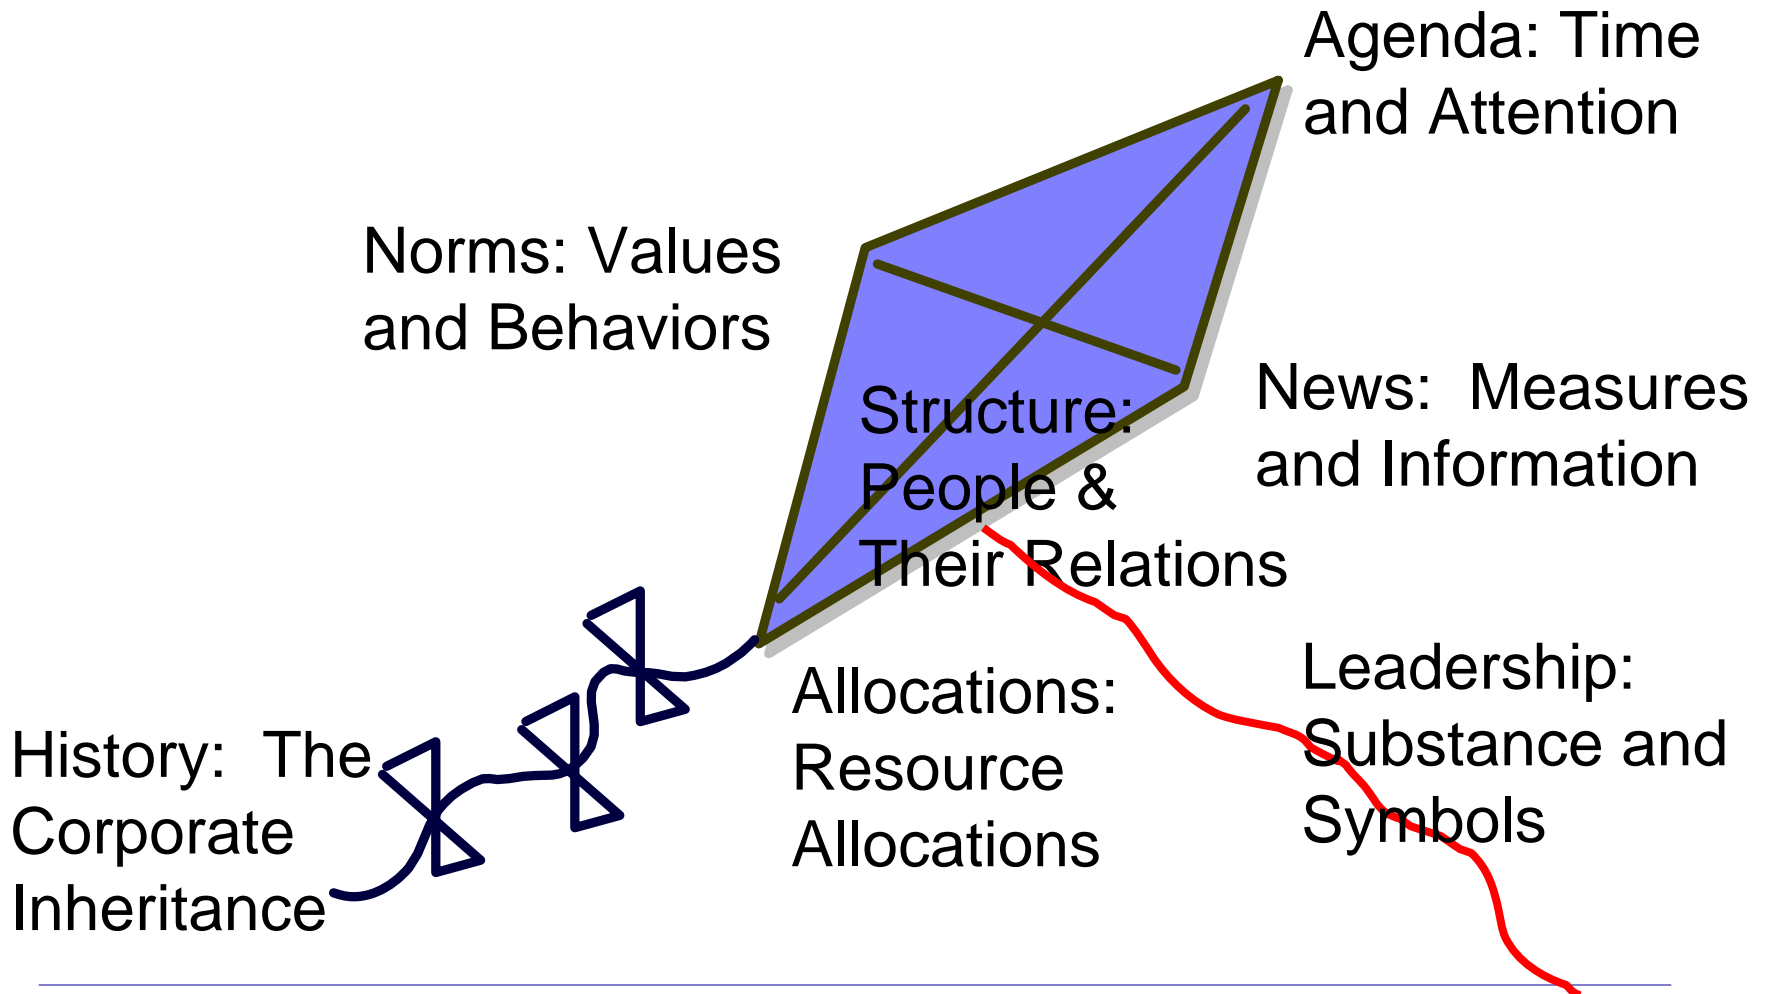 Agenda: Time
and Attention
Norms: Values
and Behaviors
News:  Measures
and Information
Structure:
People &
Their Relations
Leadership:
Substance and
Symbols
Allocations:
Resource
Allocations
History:  The
Corporate
Inheritance